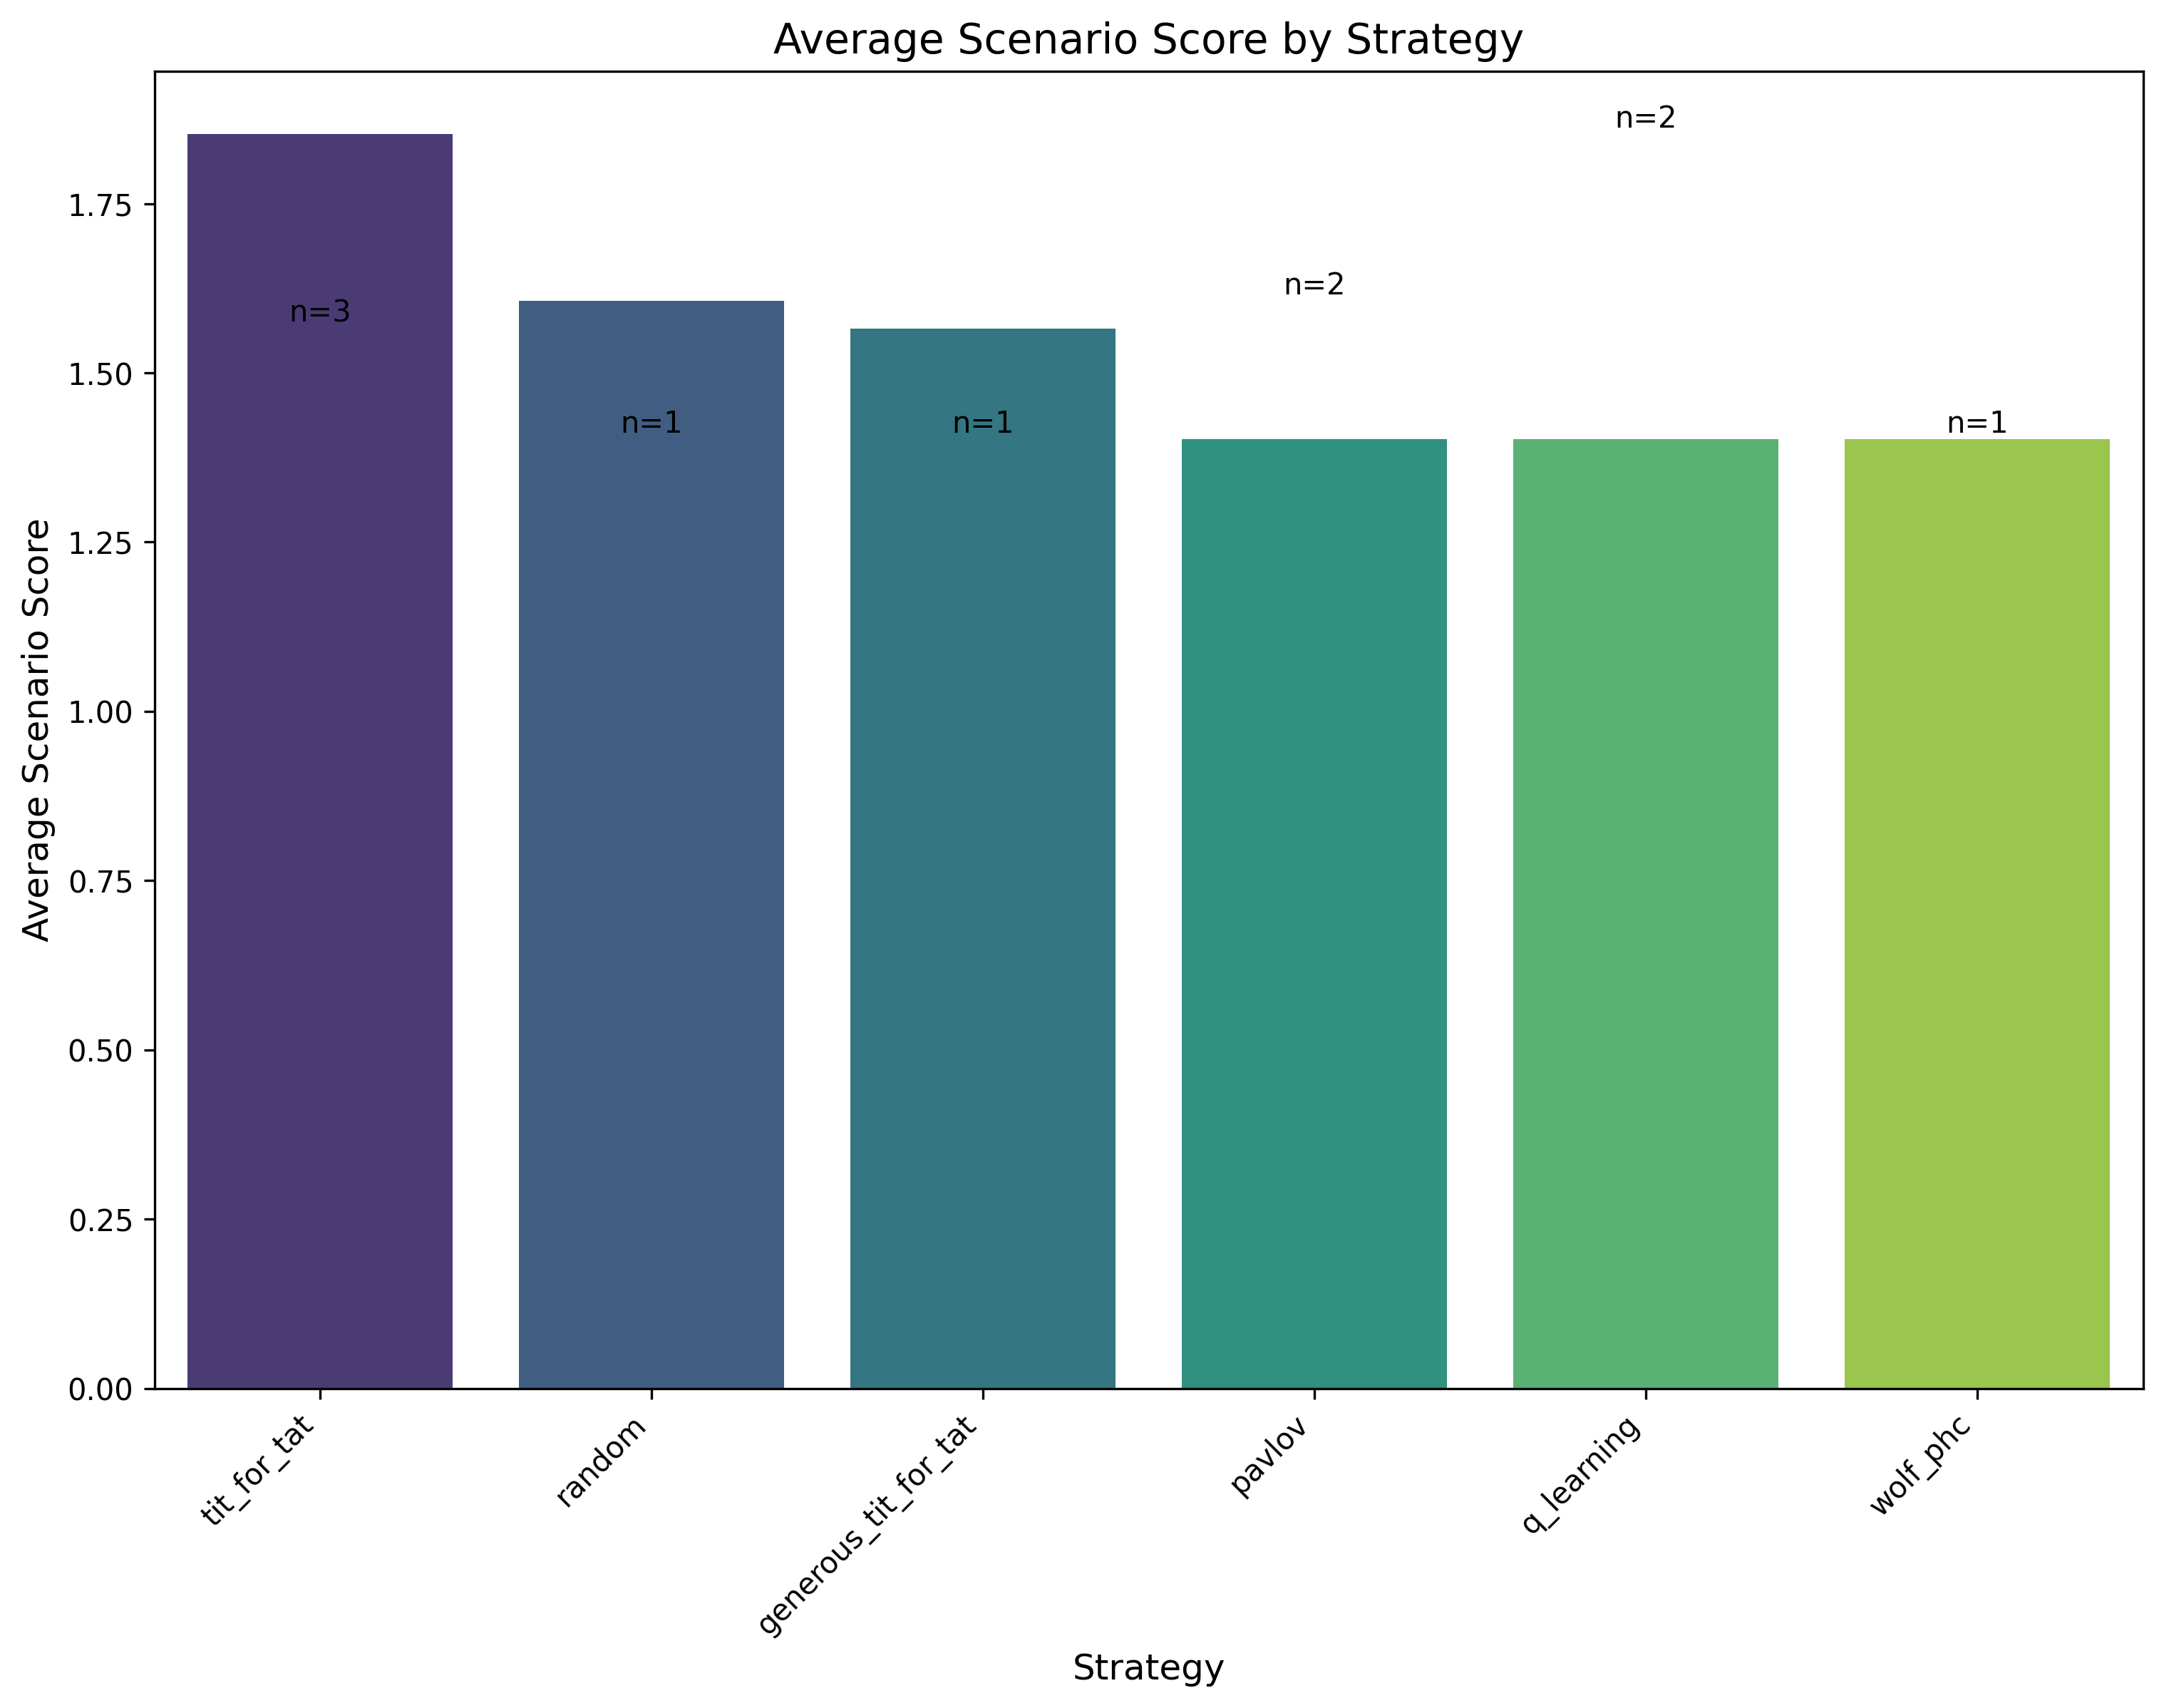 Average Scenario Score by Strategy
n=2
n=2
n=3
n=1
n=1
n=1
1.75
1.50
1.25
1.00
0.75
0.50
0.25
0.00
Average Scenario Score
tit_for_tat
random
generous_tit_for_tat
pavlov
q_learning
wolf_phc
Strategy